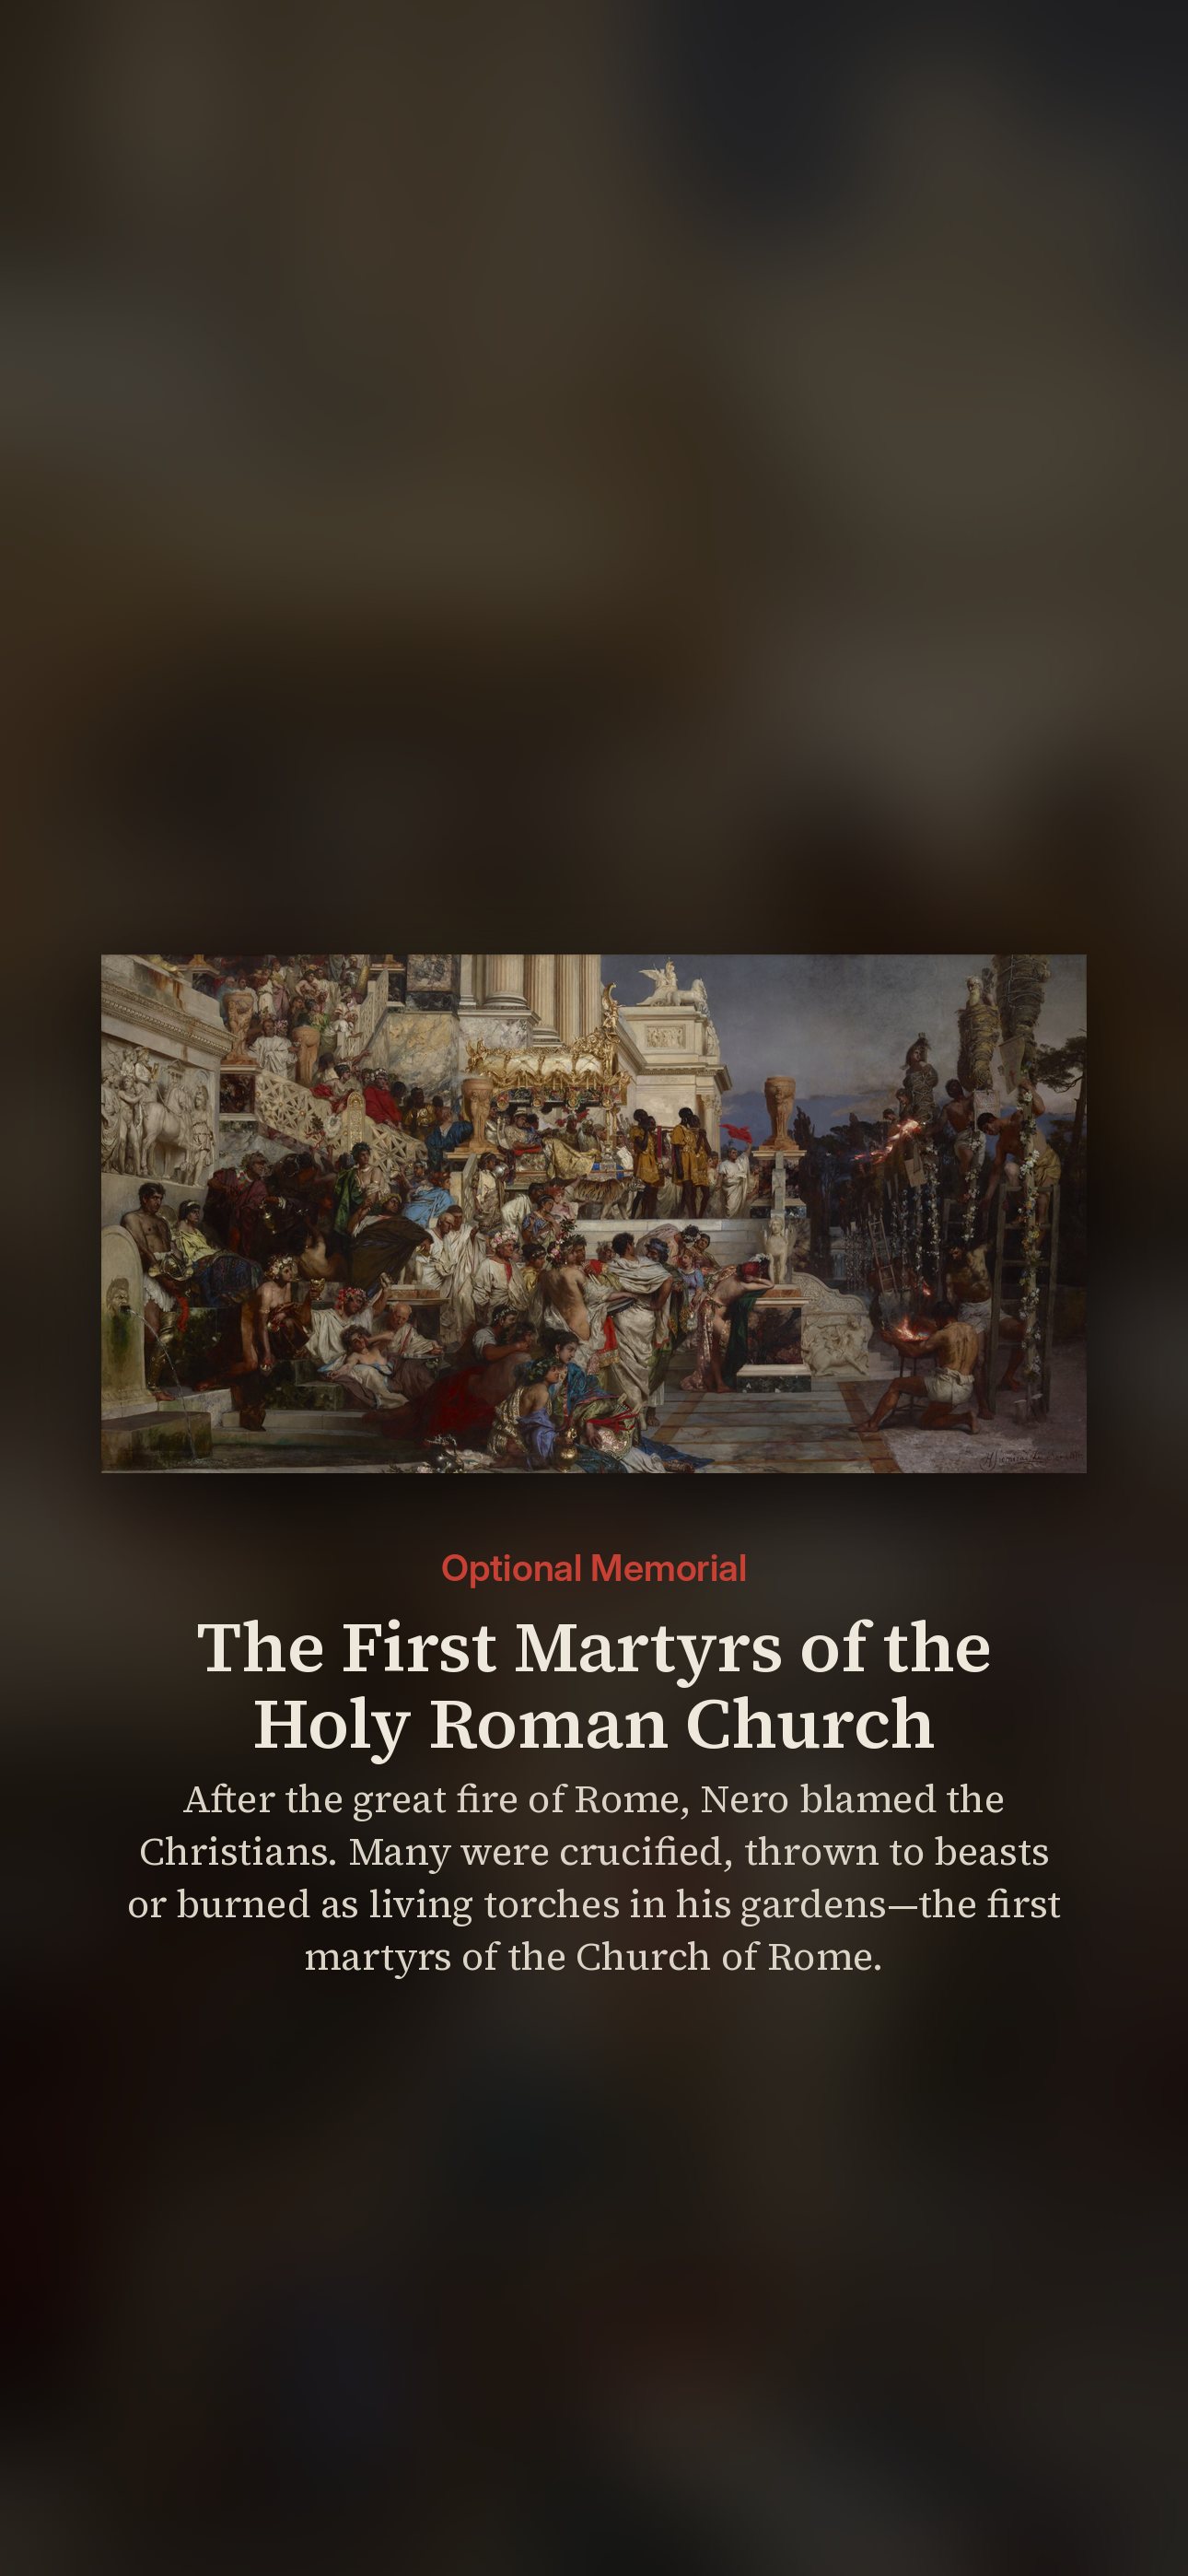 Optional Memorial
The First Martyrs of the
Holy Roman Church
After the great fire of Rome, Nero blamed the
Christians. Many were crucified, thrown to beasts
or burned as living torches in his gardens—the first
martyrs of the Church of Rome.